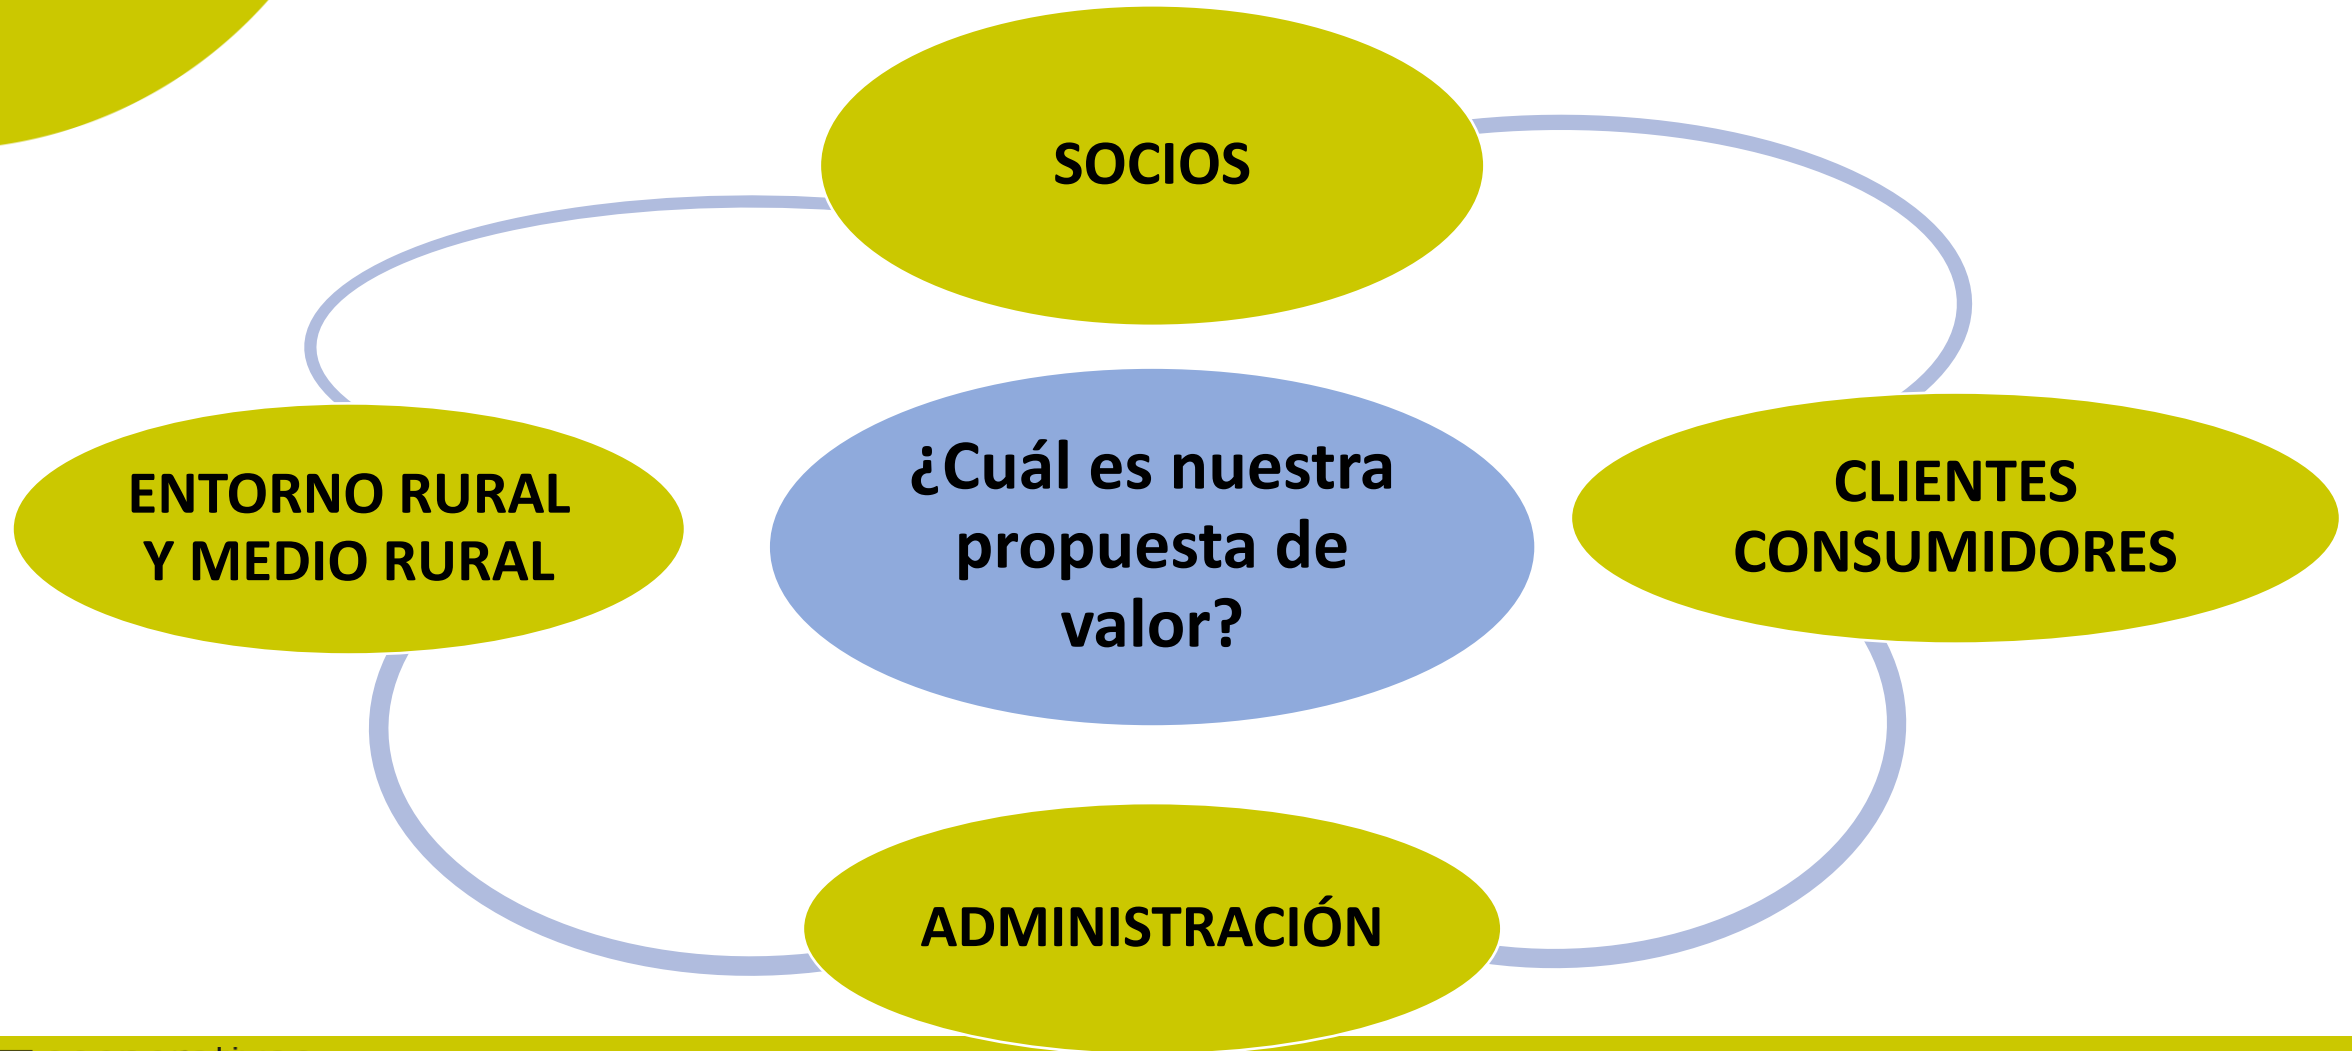 SOCIOS
ENTORNO RURAL
Y MEDIO RURAL
¿Cuál es nuestra
propuesta de
valor?
CLIENTES
CONSUMIDORES
ADMINISTRACIÓN